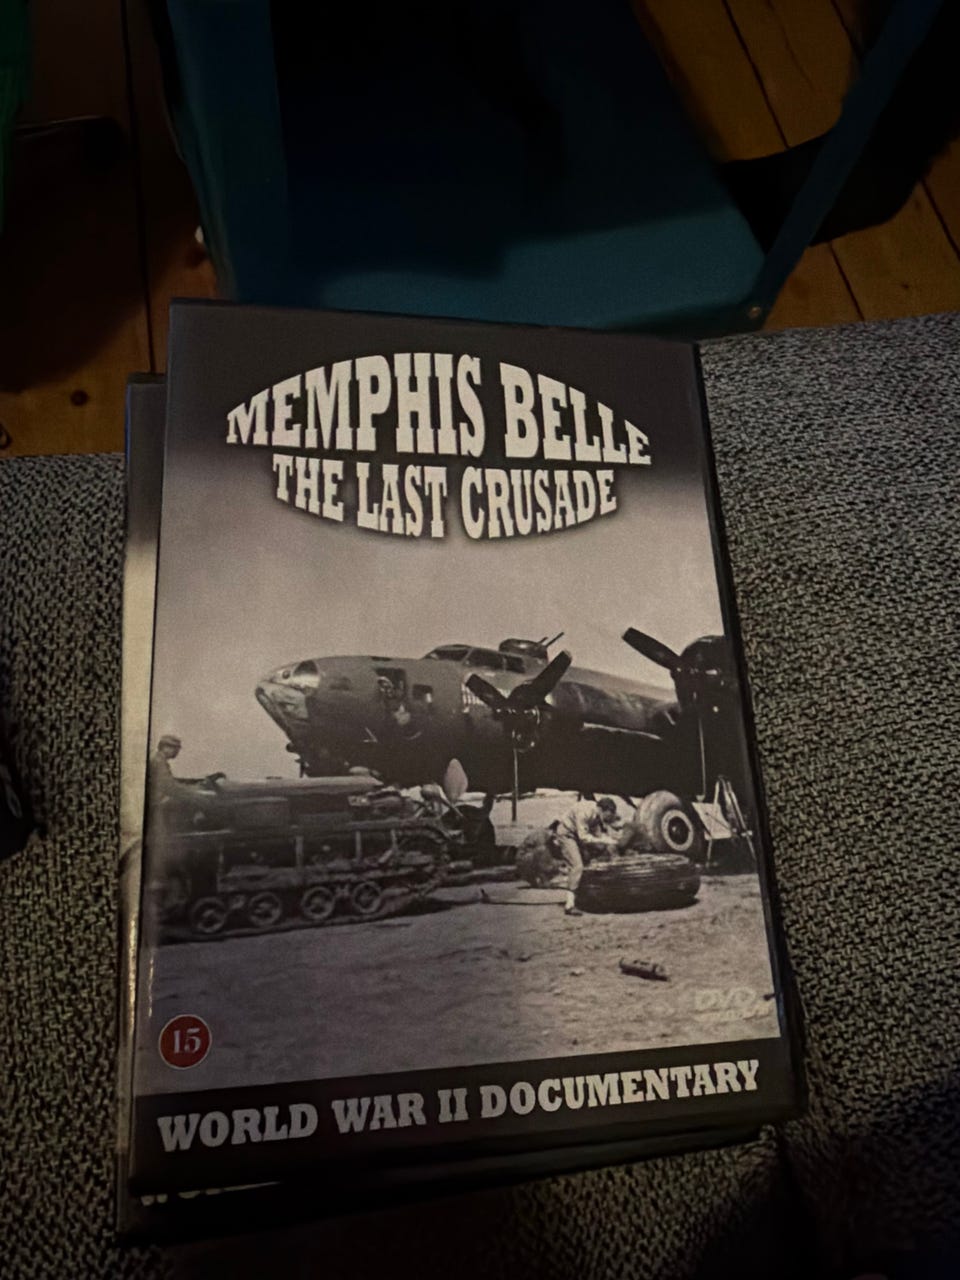 MEMPHIS BELLE
THE LAST CRUSADE
DVD
15
WORLD WAR II DOCUMENTARY